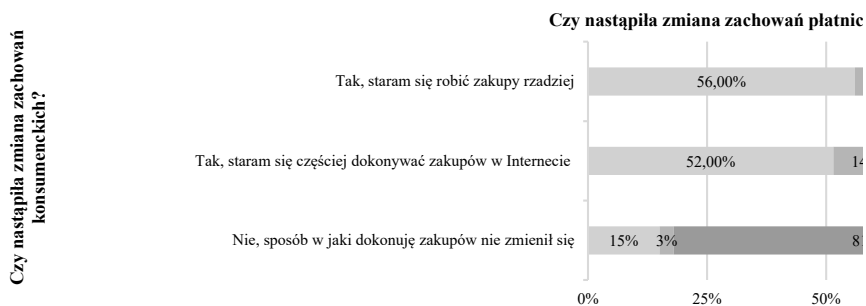 Czy nastąpiła zmiana zachowań
Czy nastąpiła zmiana zachowań
konsumenckich?
Tak, staram się robić zakupy rzadziej
56,00%
Tak, staram się częściej dokonywać zakupów w Internecie
52,00%
Nie, sposób w jaki dokonuję zakupów nie zmienił się
15% 3%
0% 25% 50%